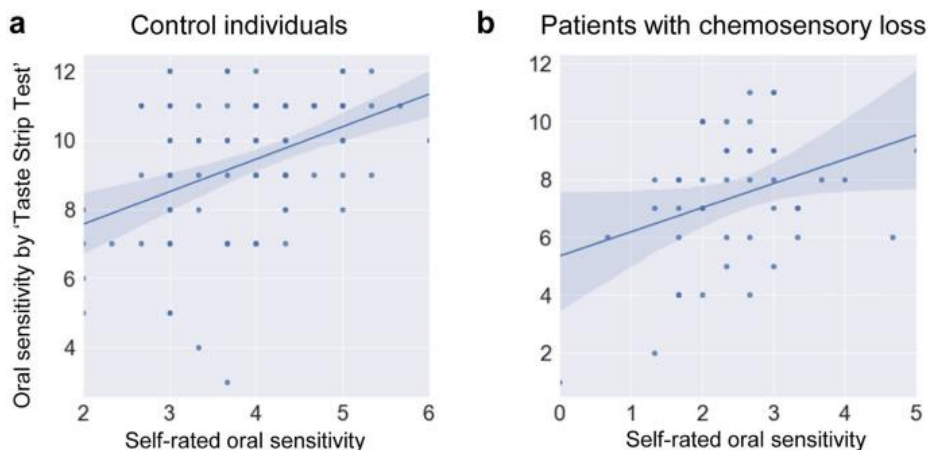 a Control individuals
b Patients with chemosensory loss
Oral sensitivity by 'Taste Strip Test'
12
10
8
6
4
2 3 4 5 6
Self-rated oral sensitivity
12
10
8
6
4
2
0 1 2 3 4 5
Self-rated oral sensitivity